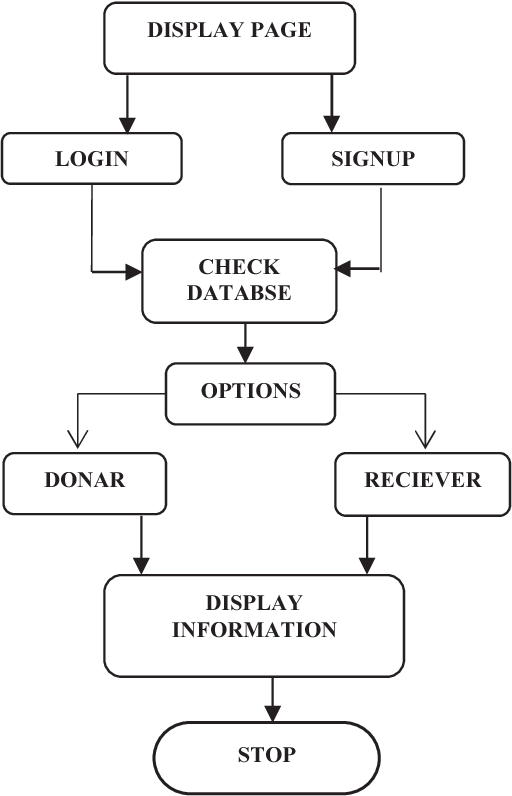 DISPLAY PAGE
LOGIN
SIGNUP
CHECK
DATABSE
OPTIONS
DONAR
RECIEVER
DISPLAY
INFORMATION
STOP